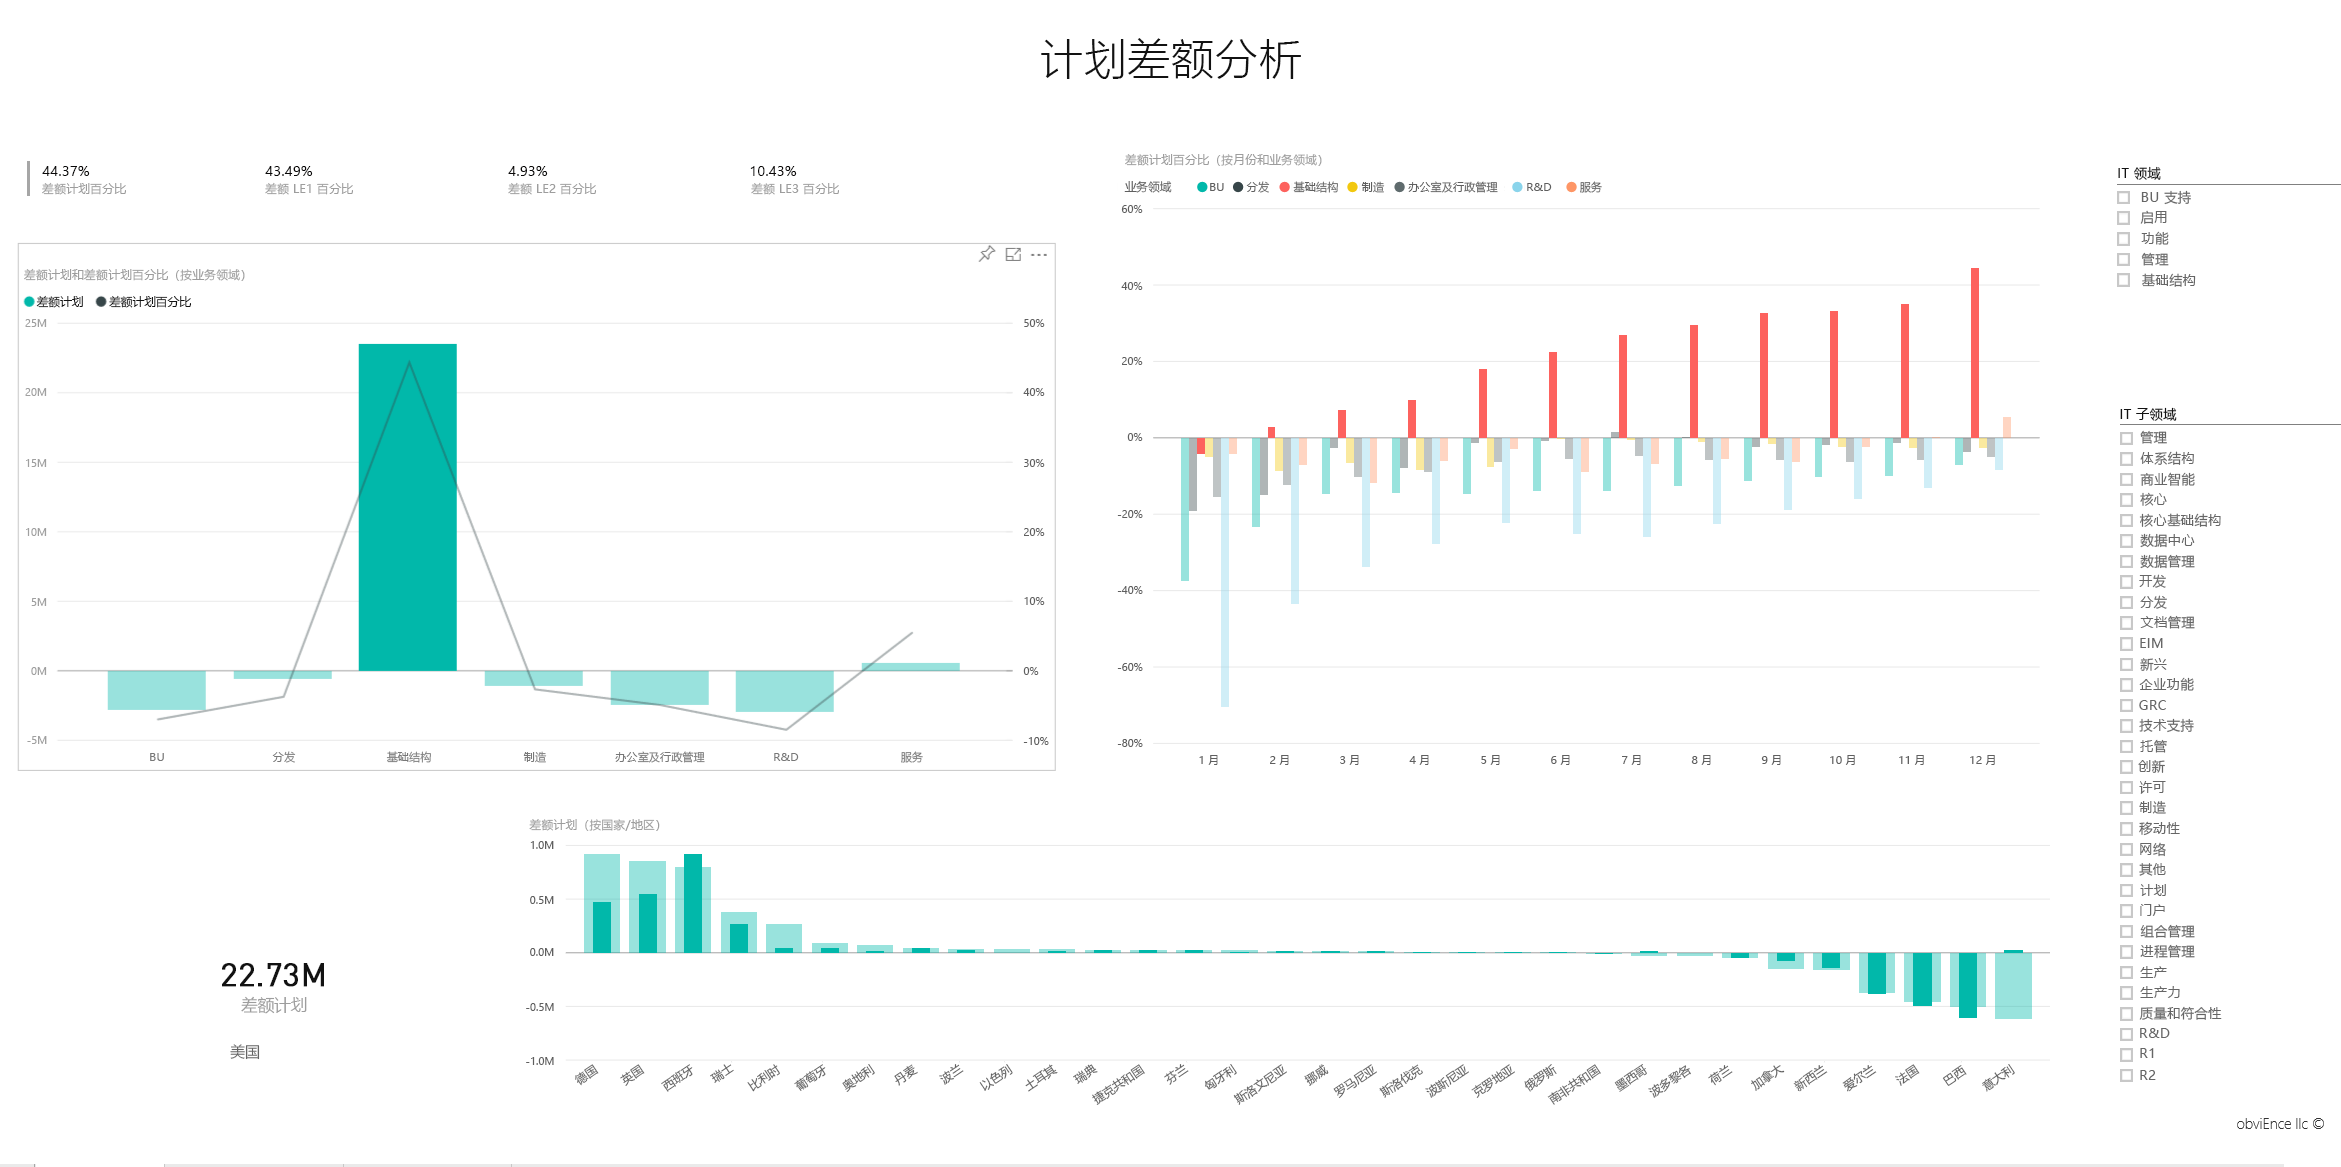 计划差额分析
44.37%
差额计划百分比
43.49%
差额 LE1 百分比
4.93%
差额 LE2 百分比
10.43%
差额 LE3 百分比
差额计划和差额计划百分比（按业务领域）
差额计划 差额计划百分比
25M 50%
20M 40%
15M 30%
10M 20%
5M 10%
0M 0%
-5M -10%
BU 分发 基础结构 制造 办公室及行政管理 R&D 服务
差额计划百分比（按月份和业务领域）
业务领域 BU 分发 基础结构 制造 办公室及行政管理 R&D 服务
60%
40%
20%
0%
-20%
-40%
-60%
-80%
1 月 2 月 3 月 4 月 5 月 6 月 7 月 8 月 9 月 10 月 11 月 12 月
IT 领域
BU 支持
启用
功能
管理
基础结构
IT 子领域
管理
体系结构
商业智能
核心
核心基础结构
数据中心
数据管理
开发
分发
文档管理
EIM
新兴
企业功能
GRC
技术支持
托管
创新
许可
制造
移动性
网络
其他
计划
门户
组合管理
进程管理
生产
生产力
质量和符合性
R&D
R1
R2
22.73M
差额计划
美国
差额计划（按国家/地区）
1.0M
0.5M
0.0M
-0.5M
-1.0M
德国 英国 西班牙 瑞士 比利时 葡萄牙 奥地利 丹麦 波兰 以色列 土耳其 瑞典 捷克共和国 芬兰 匈牙利 斯洛文尼亚 挪威 罗马尼亚 斯洛伐克 波斯尼亚 克罗地亚 俄罗斯 南非共和国 墨西哥 波多黎各 荷兰 加拿大 新西兰 爱尔兰 法国 巴西 意大利
obviEnce llc ©